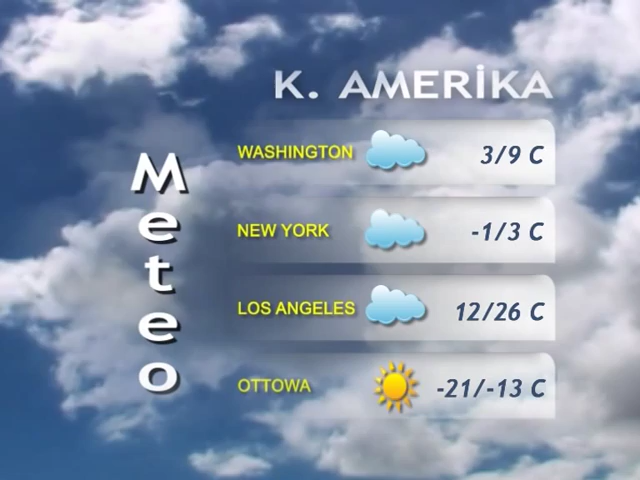 K. AMERİKA
Meteo
WASHINGTON 3/9 C
NEW YORK -1/3 C
LOS ANGELES 12/26 C
OTTOWA -21/-13 C